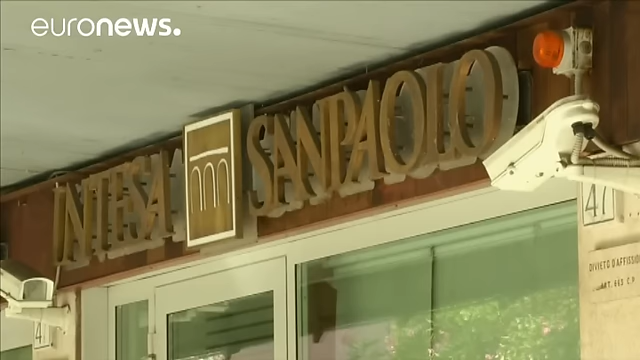 euronews.
INTESA SANPAOLO
47
DIVIETO D'AFFISSIONE
ART. 663 C.P.